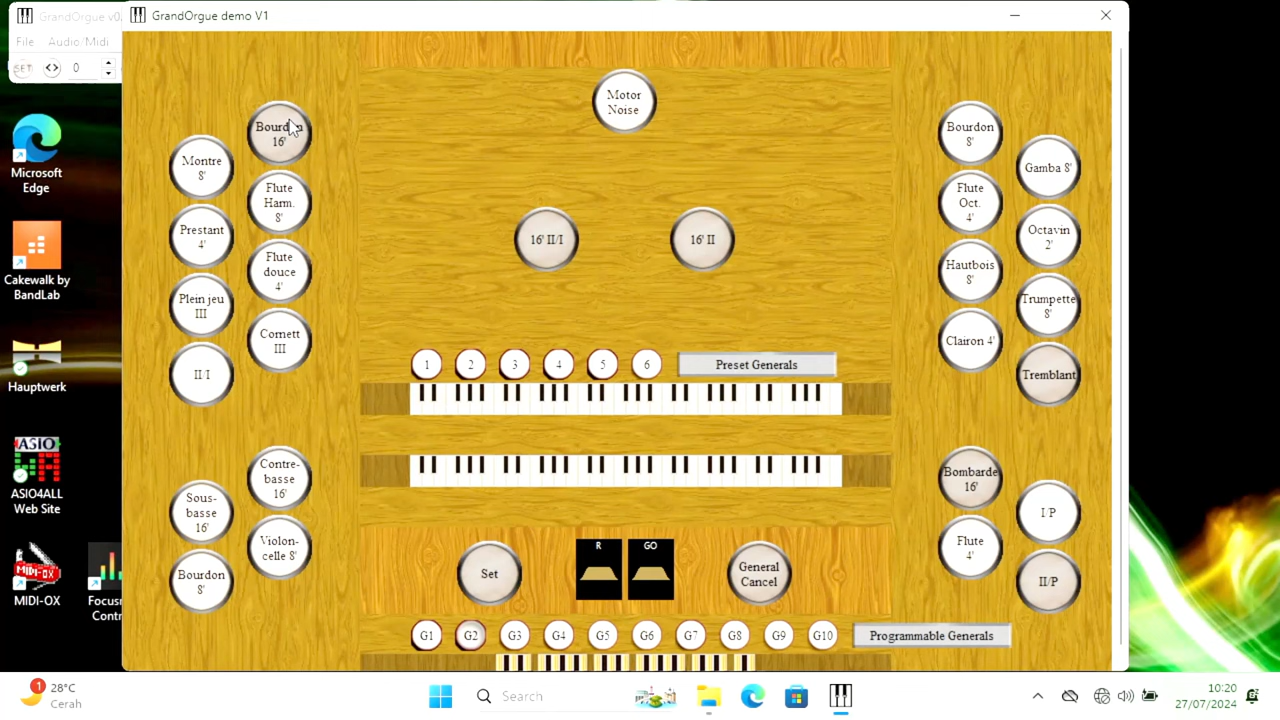 GrandOrgue v0.
GrandOrgue demo V1
File
Audio/Midi
SET
0
Microsoft
Edge
Cakewalk by
BandLab
Hauptwerk
ASIO
4ALL
ASIO4ALL
Web Site
MIDI-OX
MIDI-OX
Focusr
Contr
Motor
Noise
Bourdon
16'
Montre
8'
Flute
Harm.
8'
Prestant
4'
Flute
douce
4'
Plein jeu
III
Cornett
III
II/I
16' II/I
16' II
Bourdon
8'
Gamba 8'
Flute
Oct.
4'
Octavin
2'
Hautbois
8'
Trumpette
8'
Clairon 4'
Tremblant
1
2
3
4
5
6
Preset Generals
Contre-
basse
16'
Sous-
basse
16'
Violon-
celle 8'
Bourdon
8'
Bombarde
16'
I/P
Flute
4'
II/P
Set
R
GO
General
Cancel
G1
G2
G3
G4
G5
G6
G7
G8
G9
G10
Programmable Generals
1
28°C
Cerah
Search
10:20
27/07/2024